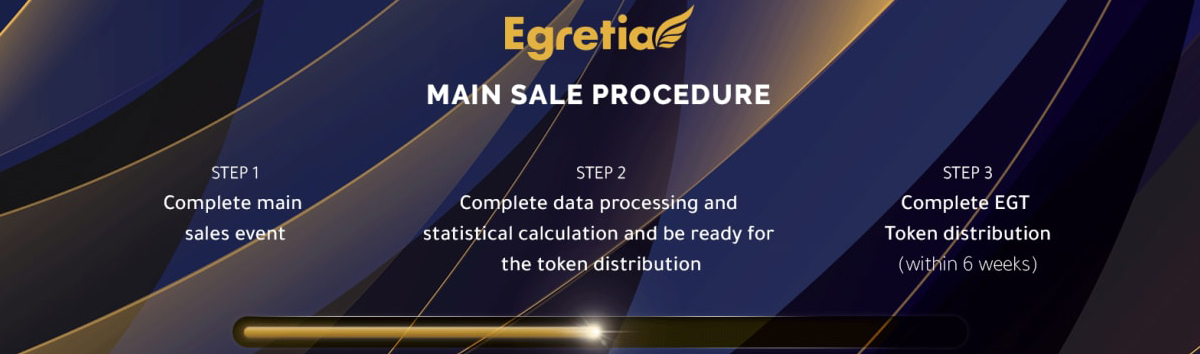 Egretia
MAIN SALE PROCEDURE
STEP 1
Complete main
sales event
STEP 2
Complete data processing and
statistical calculation and be ready for
the token distribution
STEP 3
Complete EGT
Token distribution
(within 6 weeks)